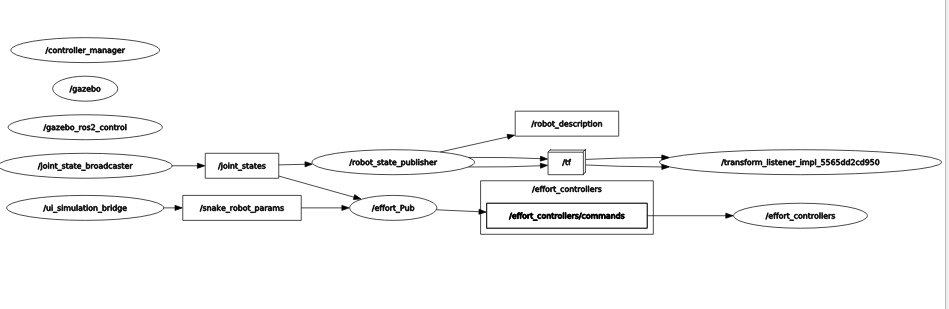 /controller_manager
/gazebo
/robot_description
/gazebo_ros2_control
/joint_state_broadcaster
/joint_states
/robot_state_publisher
/tf
/transform_listener_impl_5565dd2cd950
/effort_controllers
/ui_simulation_bridge
/snake_robot_params
/effort_Pub
/effort_controllers/commands
/effort_controllers